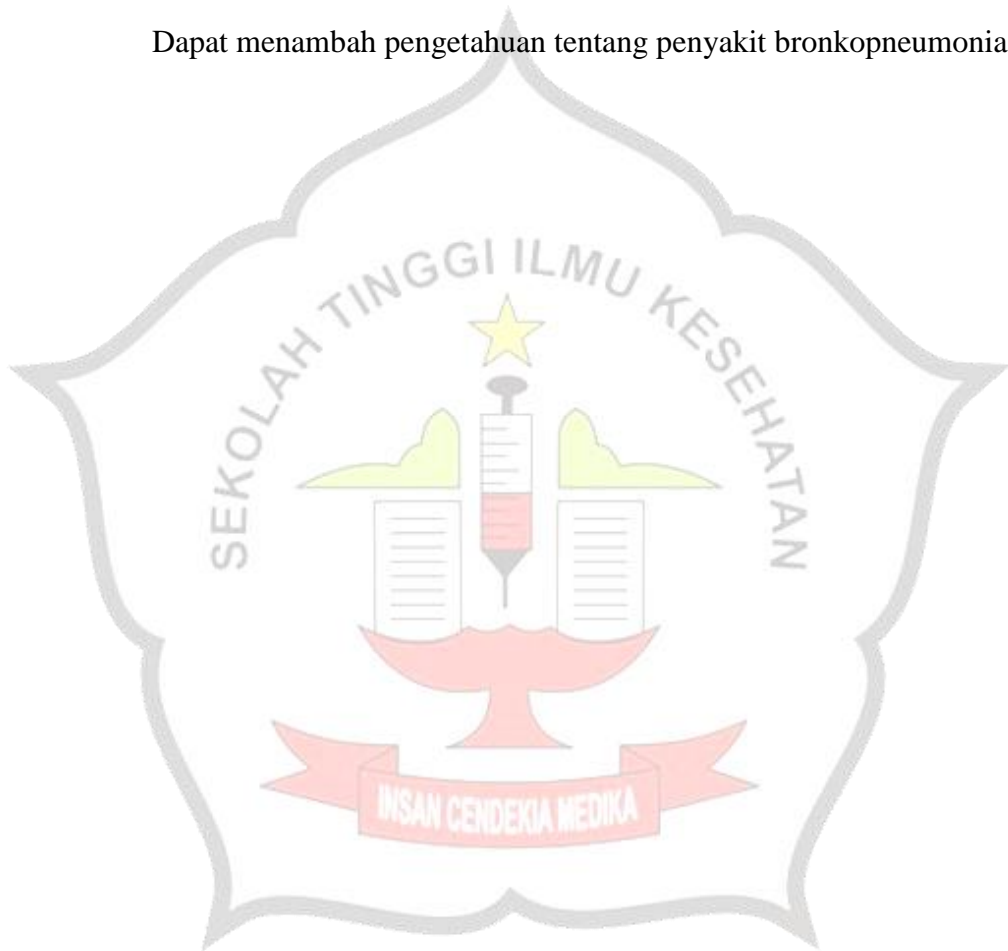 Dapat menambah pengetahuan tentang penyakit bronkopneumonia
SEKOLAH TINGGI ILMU KESEHATAN
INSAN CENDEKIA MEDIKA